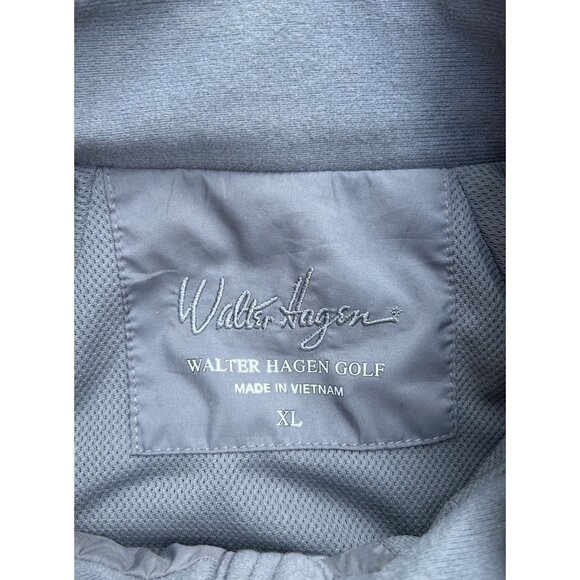 Walter Hagen
WALTER HAGEN GOLF
MADE IN VIETNAM
XL